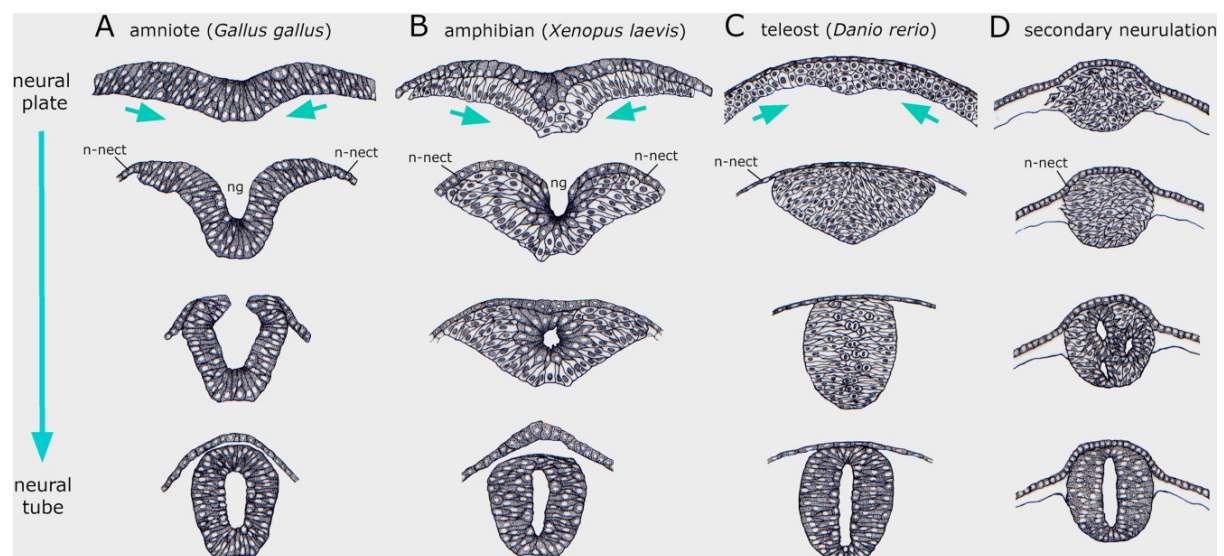 A amniote (Gallus gallus)
B amphibian (Xenopus laevis)
C teleost (Danio rerio)
D secondary neurulation
neural
plate
n-nect
ng
n-nect
n-nect
ng
n-nect
n-nect
n-nect
neural
tube